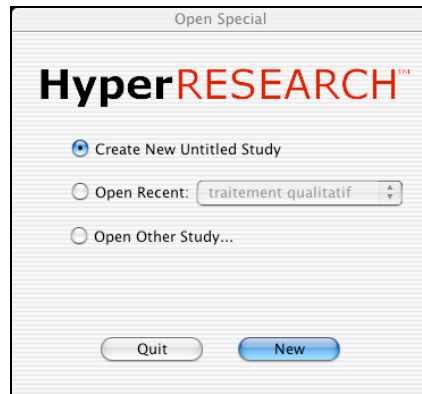 Open Special
HyperRESEARCH™
Create New Untitled Study
Open Recent: traitement qualitatif
Open Other Study...
Quit New